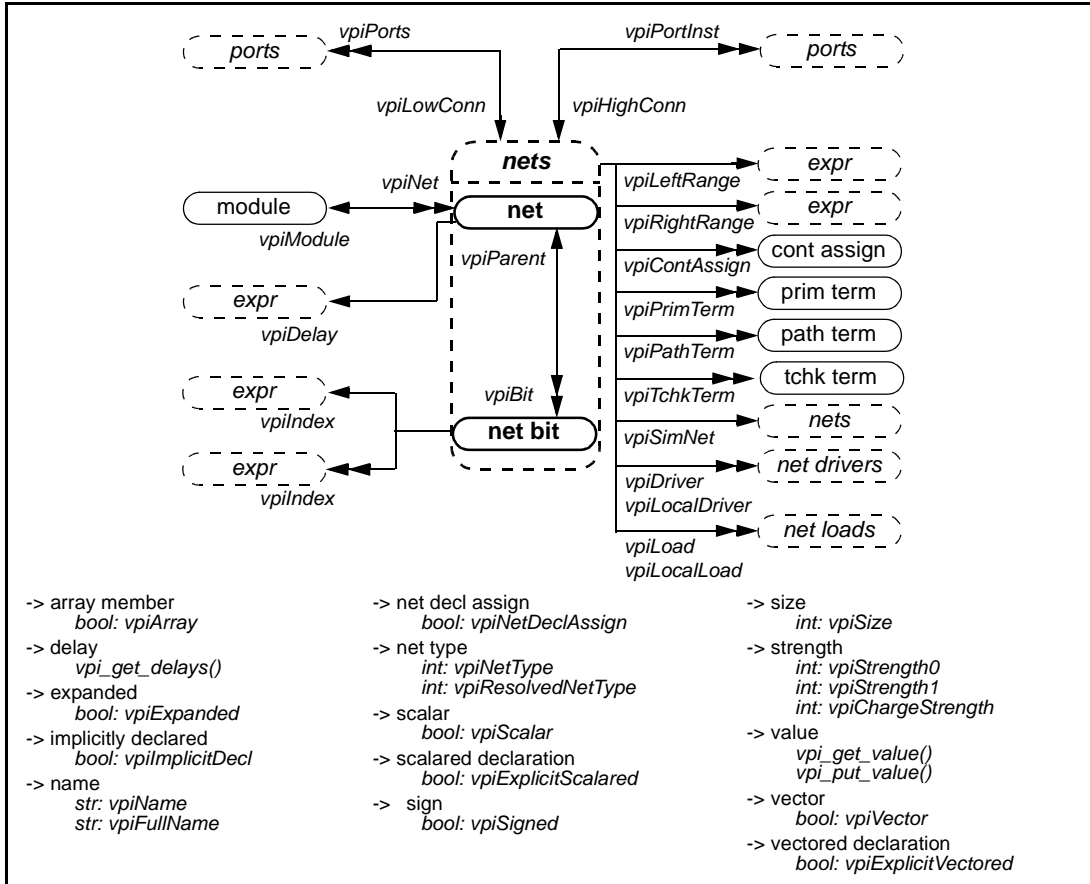 vpiPorts
vpiPortInst
ports
ports
vpiLowConn
vpiHighConn
nets
expr
vpiNet
vpiLeftRange
module
net
expr
vpiModule
vpiRightRange
vpiParent
cont assign
vpiContAssign
expr
prim term
vpiDelay
vpiPrimTerm
path term
vpiPathTerm
tchk term
vpiBit
vpiTchkTerm
expr
nets
vpiIndex
net bit
vpiSimNet
expr
net drivers
vpiIndex
vpiDriver
vpiLocalDriver
net loads
vpiLoad
vpiLocalLoad
-> array member
bool: vpiArray
-> delay
vpi_get_delays()
-> expanded
bool: vpiExpanded
-> implicitly declared
bool: vpiImplicitDecl
-> name
str: vpiName
str: vpiFullName
-> net decl assign
bool: vpiNetDeclAssign
-> net type
int: vpiNetType
int: vpiResolvedNetType
-> scalar
bool: vpiScalar
-> scalared declaration
bool: vpiExplicitScalared
-> sign
bool: vpiSigned
-> size
int: vpiSize
-> strength
int: vpiStrength0
int: vpiStrength1
int: vpiChargeStrength
-> value
vpi_get_value()
vpi_put_value()
-> vector
bool: vpiVector
-> vectored declaration
bool: vpiExplicitVectored